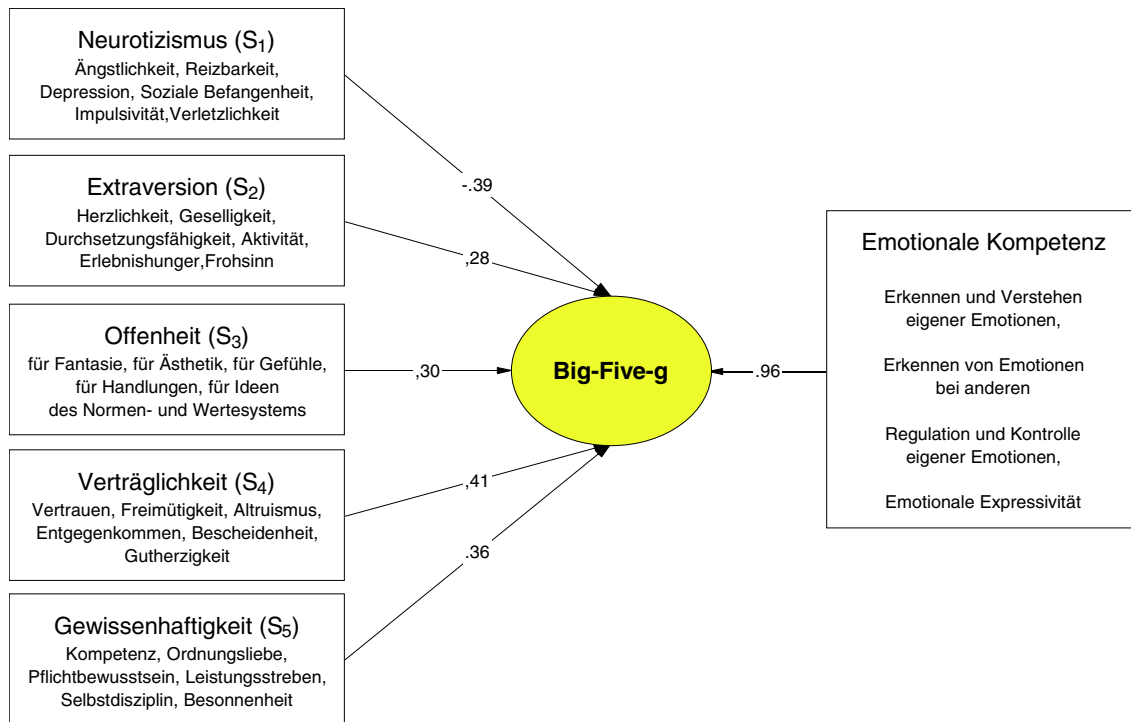 Neurotizismus (S1)
Ängstlichkeit, Reizbarkeit,
Depression, Soziale Befangenheit,
Impulsivität,Verletzlichkeit
Extraversion (S2)
Herzlichkeit, Geselligkeit,
Durchsetzungsfähigkeit, Aktivität,
Erlebnishunger,Frohsinn
Offenheit (S3)
für Fantasie, für Ästhetik, für Gefühle,
für Handlungen, für Ideen
des Normen- und Wertesystems
Verträglichkeit (S4)
Vertrauen, Freimütigkeit, Altruismus,
Entgegenkommen, Bescheidenheit,
Gutherzigkeit
Gewissenhaftigkeit (S5)
Kompetenz, Ordnungsliebe,
Pflichtbewusstsein, Leistungsstreben,
Selbstdisziplin, Besonnenheit
-.39
,28
,30
,41
.36
Big-Five-g
.96
Emotionale Kompetenz
Erkennen und Verstehen
eigener Emotionen,
Erkennen von Emotionen
bei anderen
Regulation und Kontrolle
eigener Emotionen,
Emotionale Expressivität